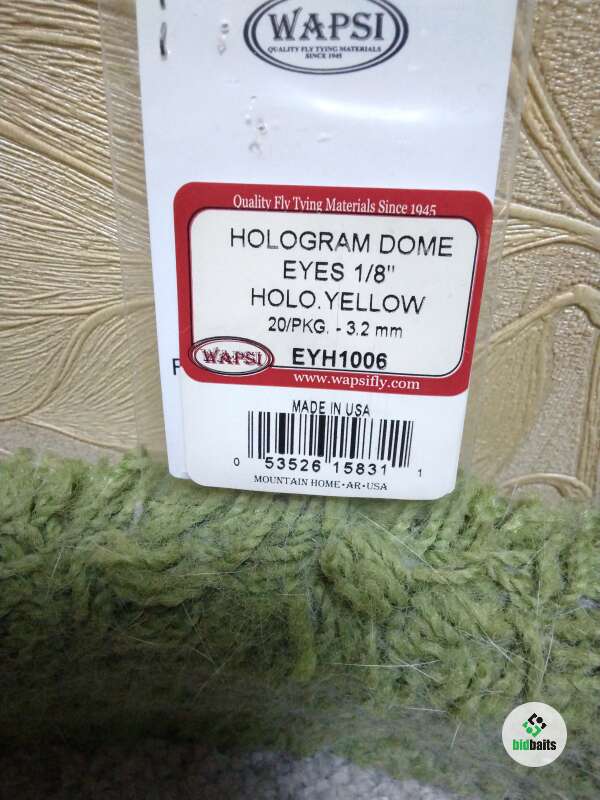 WAPSI
QUALITY FLY TYING MATERIALS
SINCE 1945
Quality Fly Tying Materials Since 1945
HOLOGRAM DOME
EYES 1/8"
HOLO.YELLOW
20/PKG. - 3.2 mm
WAPSI EYH1006
www.wapsifly.com
MADE IN USA
0 53526 15831 1
MOUNTAIN HOME·AR·USA
bidbaits